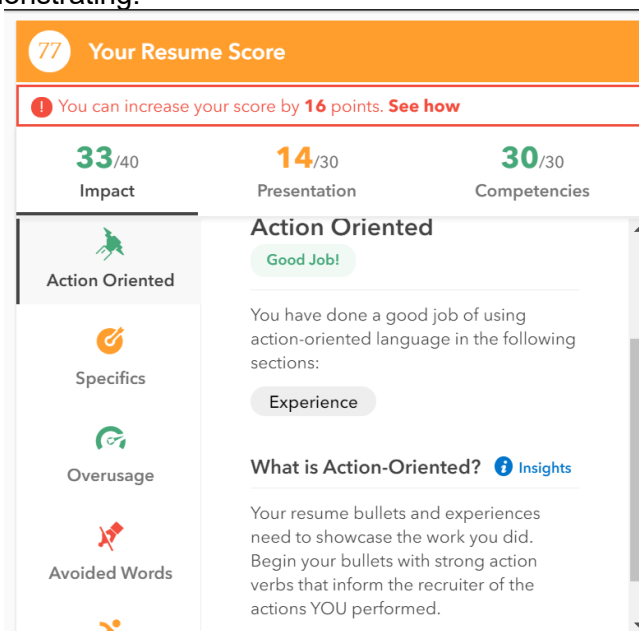 77 Your Resume Score
! You can increase your score by 16 points. See how
33/40 14/30 30/30
Impact Presentation Competencies
Action Oriented
Good Job!
Action Oriented
You have done a good job of using
action-oriented language in the following
sections:
Specifics
Experience
What is Action-Oriented? i Insights
Overusage
Your resume bullets and experiences
need to showcase the work you did.
Begin your bullets with strong action
verbs that inform the recruiter of the
actions YOU performed.
Avoided Words